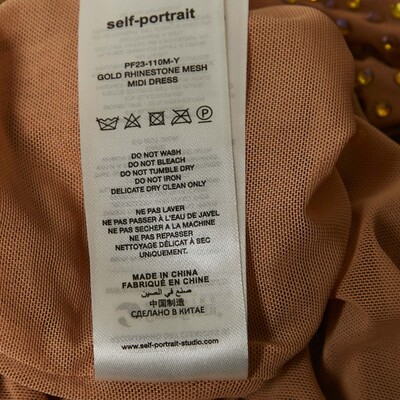 self-portrait
PF23-110M-Y
GOLD RHINESTONE MESH
MIDI DRESS
DO NOT WASH
DO NOT BLEACH
DO NOT TUMBLE DRY
DO NOT IRON
DELICATE DRY CLEAN ONLY
NE PAS LAVER
NE PAS PASSER À L'EAU DE JAVEL
NE PAS SECHER A LA MACHINE
NE PAS REPASSER
NETTOYAGE DÉLICAT À SEC
UNIQUEMENT.
MADE IN CHINA
FABRIQUÉ EN CHINE
صنع في الصين
中国制造
СДЕЛАНО В КИТАЕ
www.self-portrait-studio.com